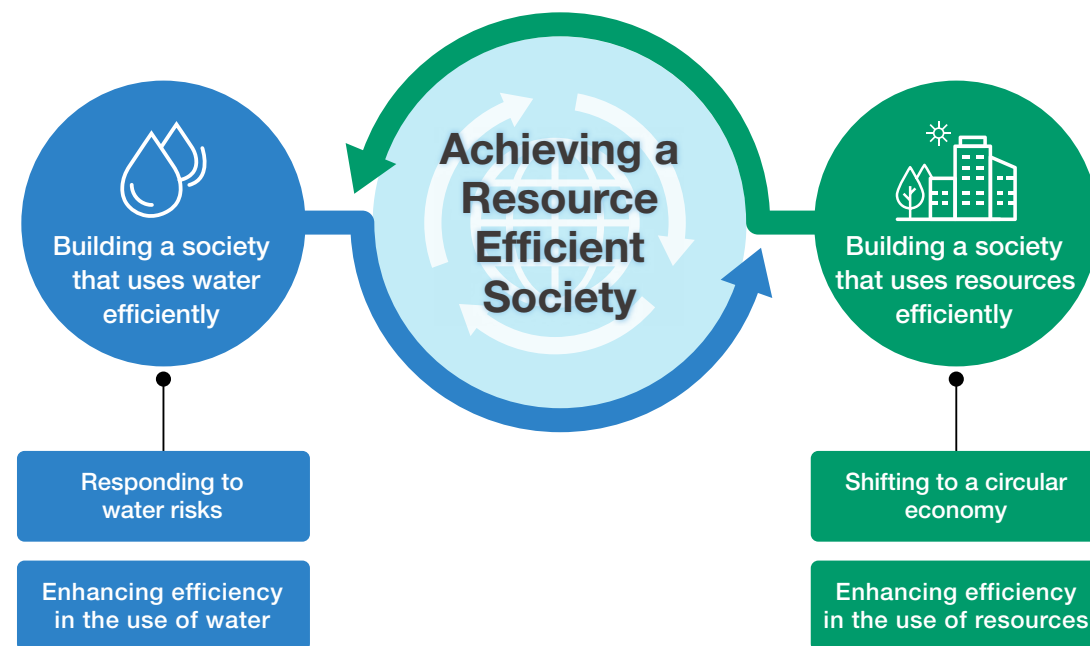 Achieving a
Resource
Efficient
Society
Building a society
that uses water
efficiently
Responding to
water risks
Enhancing efficiency
in the use of water
Building a society
that uses resources
efficiently
Shifting to a circular
economy
Enhancing efficiency
in the use of resources